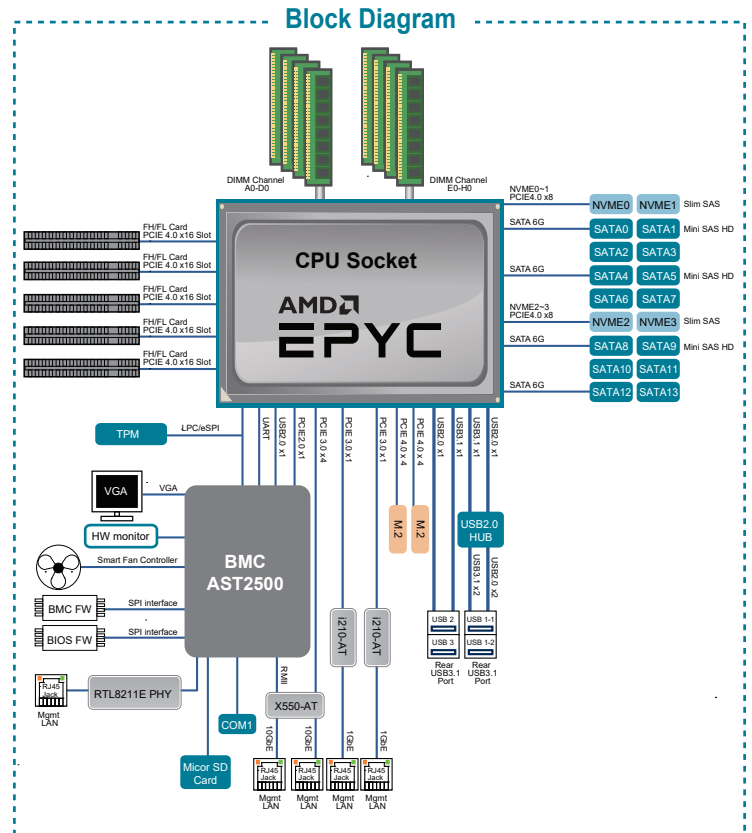 Block Diagram
DIMM Channel
A0-D0
DIMM Channel
E0-H0
NVME0~1
PCIE4.0 x8
NVME0 NVME1 Slim SAS
SATA 6G
SATA0 SATA1 Mini SAS HD
SATA2 SATA3
SATA 6G
SATA4 SATA5 Mini SAS HD
SATA6 SATA7
NVME2~3
PCIE4.0 x8
NVME2 NVME3 Slim SAS
SATA 6G
SATA8 SATA9 Mini SAS HD
SATA10 SATA11
SATA 6G
SATA12 SATA13
FH/FL Card
PCIE 4.0 x16 Slot
FH/FL Card
PCIE 4.0 x16 Slot
FH/FL Card
PCIE 4.0 x16 Slot
FH/FL Card
PCIE 4.0 x16 Slot
FH/FL Card
PCIE 4.0 x16 Slot
CPU Socket
AMD
EPYC
TPM
LPC/eSPI
UART
USB2.0 x1
PCIE2.0 x1
PCIE 3.0 x4
PCIE 3.0 x1
PCIE 3.0 x1
PCIE 4.0 x 4
PCIE 4.0 x 4
USB2.0 x1
USB3.1 x1
USB3.1 x1
USB2.0 x1
VGA
VGA
HW monitor
Smart Fan Controller
BMC
AST2500
BMC FW
SPI interface
BIOS FW
SPI interface
M.2
M.2
USB2.0
HUB
USB3.1 x2
USB2.0 x2
i210-AT
i210-AT
USB 2
USB 3
Rear
USB3.1
Port
USB 1-1
USB 1-2
Rear
USB3.1
Port
RJ45
Jack
Mgmt
LAN
RTL8211E PHY
RMII
X550-AT
COM1
Micor SD
Card
10GbE
10GbE
1GbE
1GbE
RJ45
Jack
Mgmt
LAN
RJ45
Jack
Mgmt
LAN
RJ45
Jack
Mgmt
LAN
RJ45
Jack
Mgmt
LAN